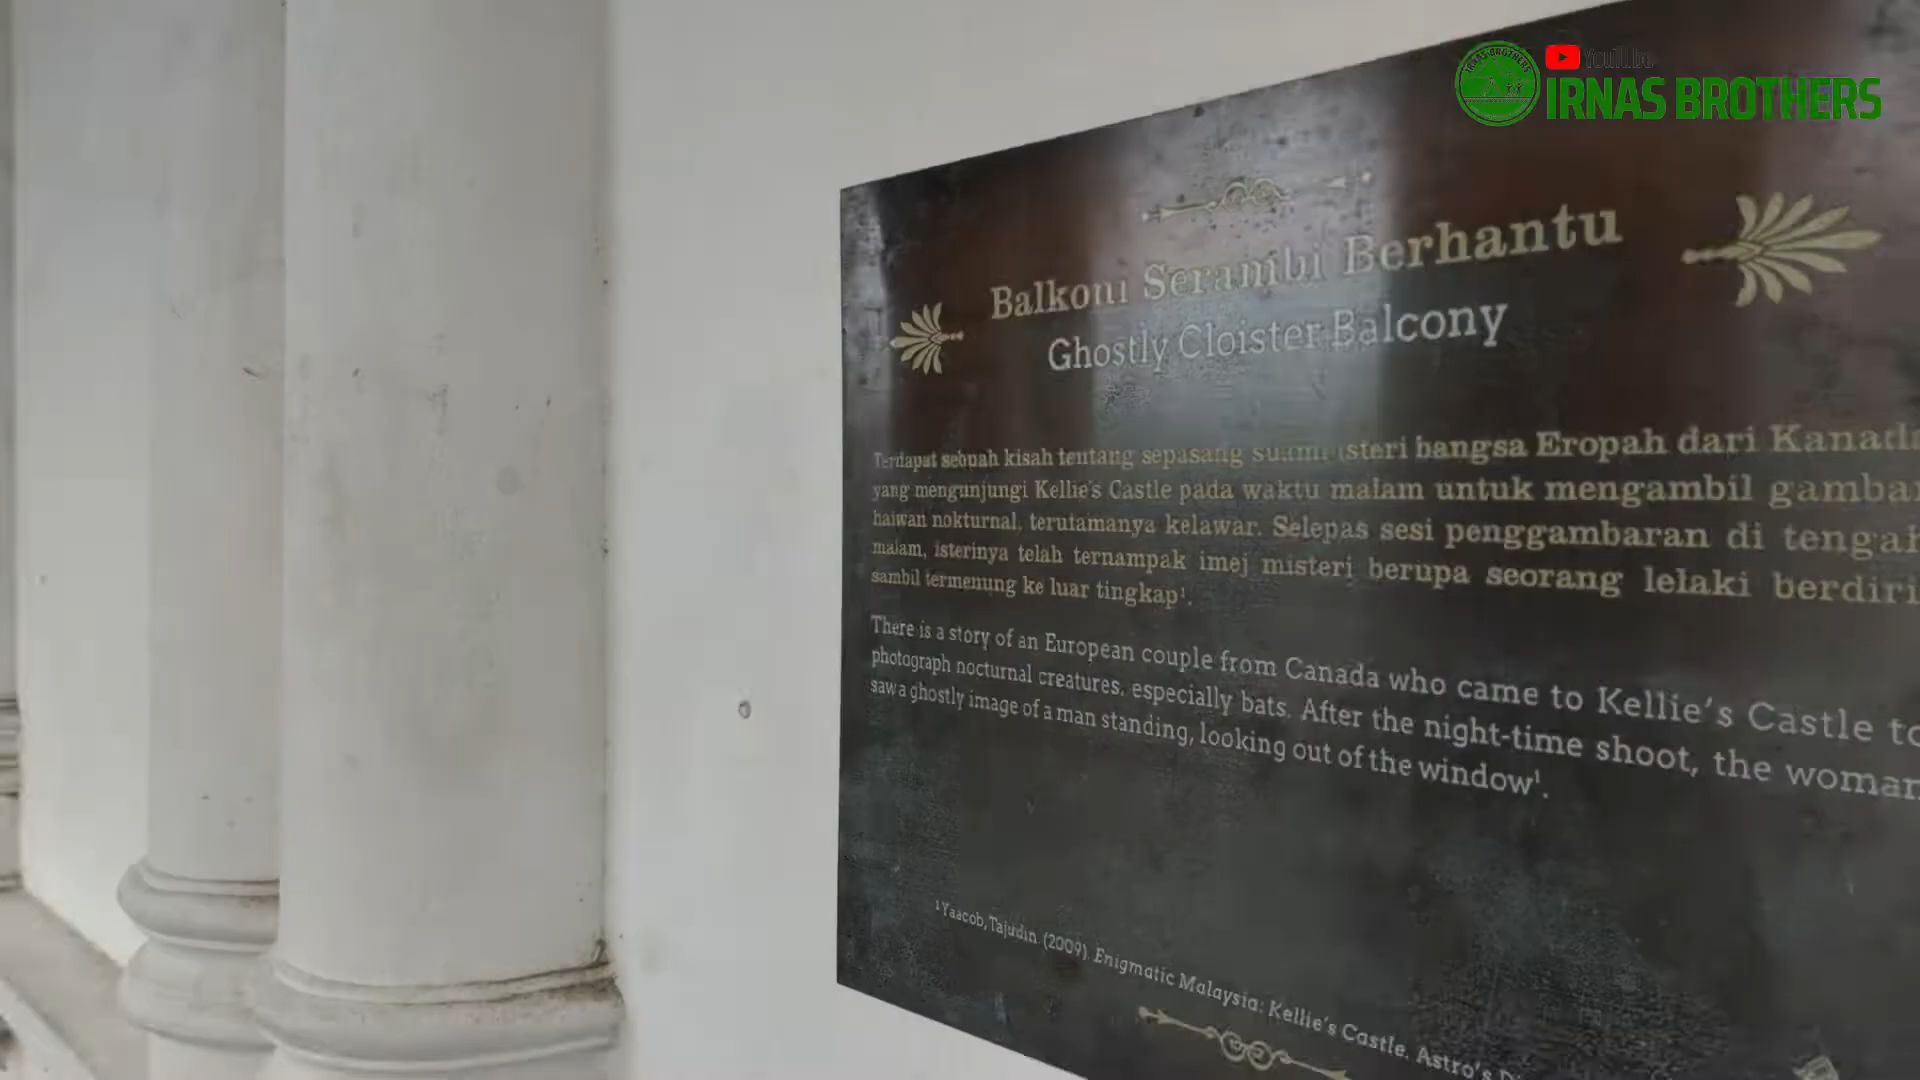 YouTube
IRNAS BROTHERS
IRNAS BROTHERS
Balkoni Serambi Berhantu
Ghostly Cloister Balcony
Terdapat sebuah kisah tentang sepasang suami isteri bangsa Eropah dari
yang mengunjungi Kellie's Castle pada waktu malam untuk mengambil
haiwan nokturnal, terutamanya kelawar. Selepas sesi penggambaran di
malam, isterinya telah ternampak imej misteri berupa seorang lelaki berdiri
sambil termenung ke luar tingkap¹.
There is a story of an European couple from Canada who came to Kellie's Castle to
photograph nocturnal creatures, especially bats. After the night-time shoot, the woman
saw a ghostly image of a man standing, looking out of the window¹.
¹ Yaacob, Tajudin. (2009). Enigmatic Malaysia: Kellie's Castle. Astro's